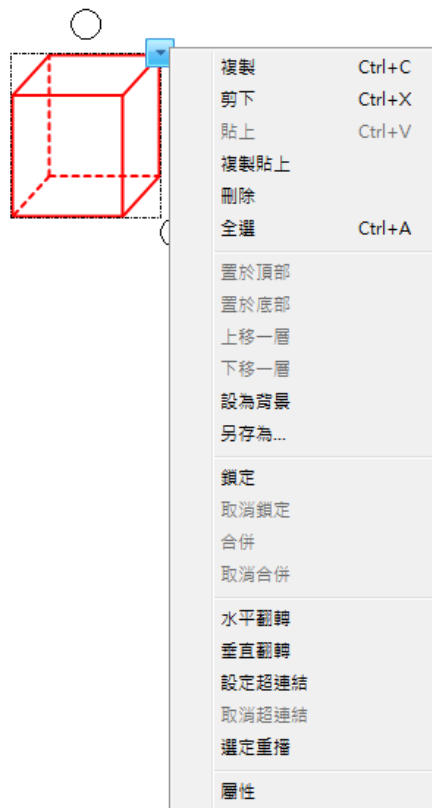 複製 Ctrl+C
剪下 Ctrl+X
貼上 Ctrl+V
複製貼上
刪除
全選 Ctrl+A
置於頂部
置於底部
上移一層
下移一層
設為背景
另存為...
鎖定
取消鎖定
合併
取消合併
水平翻轉
垂直翻轉
設定超連結
取消超連結
選定重播
屬性